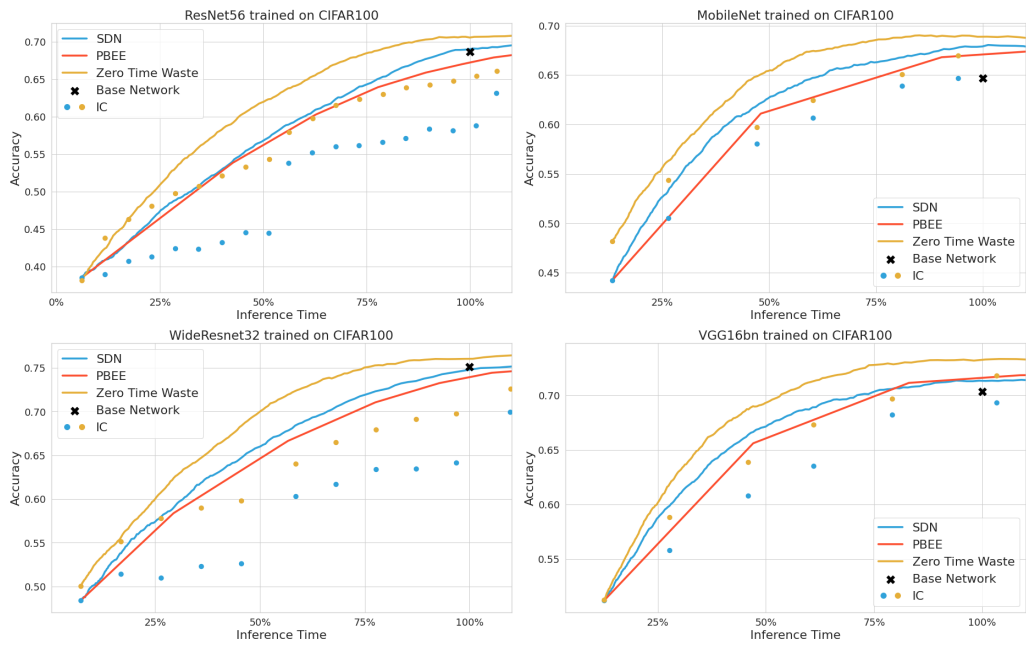 ResNet56 trained on CIFAR100
Accuracy
0.70
0.65
0.60
0.55
0.50
0.45
0.40
SDN
PBEE
Zero Time Waste
Base Network
IC
0% 25% 50% 75% 100%
Inference Time
MobileNet trained on CIFAR100
Accuracy
0.70
0.65
0.60
0.55
0.50
0.45
SDN
PBEE
Zero Time Waste
Base Network
IC
25% 50% 75% 100%
Inference Time
WideResnet32 trained on CIFAR100
Accuracy
0.75
0.70
0.65
0.60
0.55
0.50
SDN
PBEE
Zero Time Waste
Base Network
IC
25% 50% 75% 100%
Inference Time
VGG16bn trained on CIFAR100
Accuracy
0.70
0.65
0.60
0.55
SDN
PBEE
Zero Time Waste
Base Network
IC
25% 50% 75% 100%
Inference Time